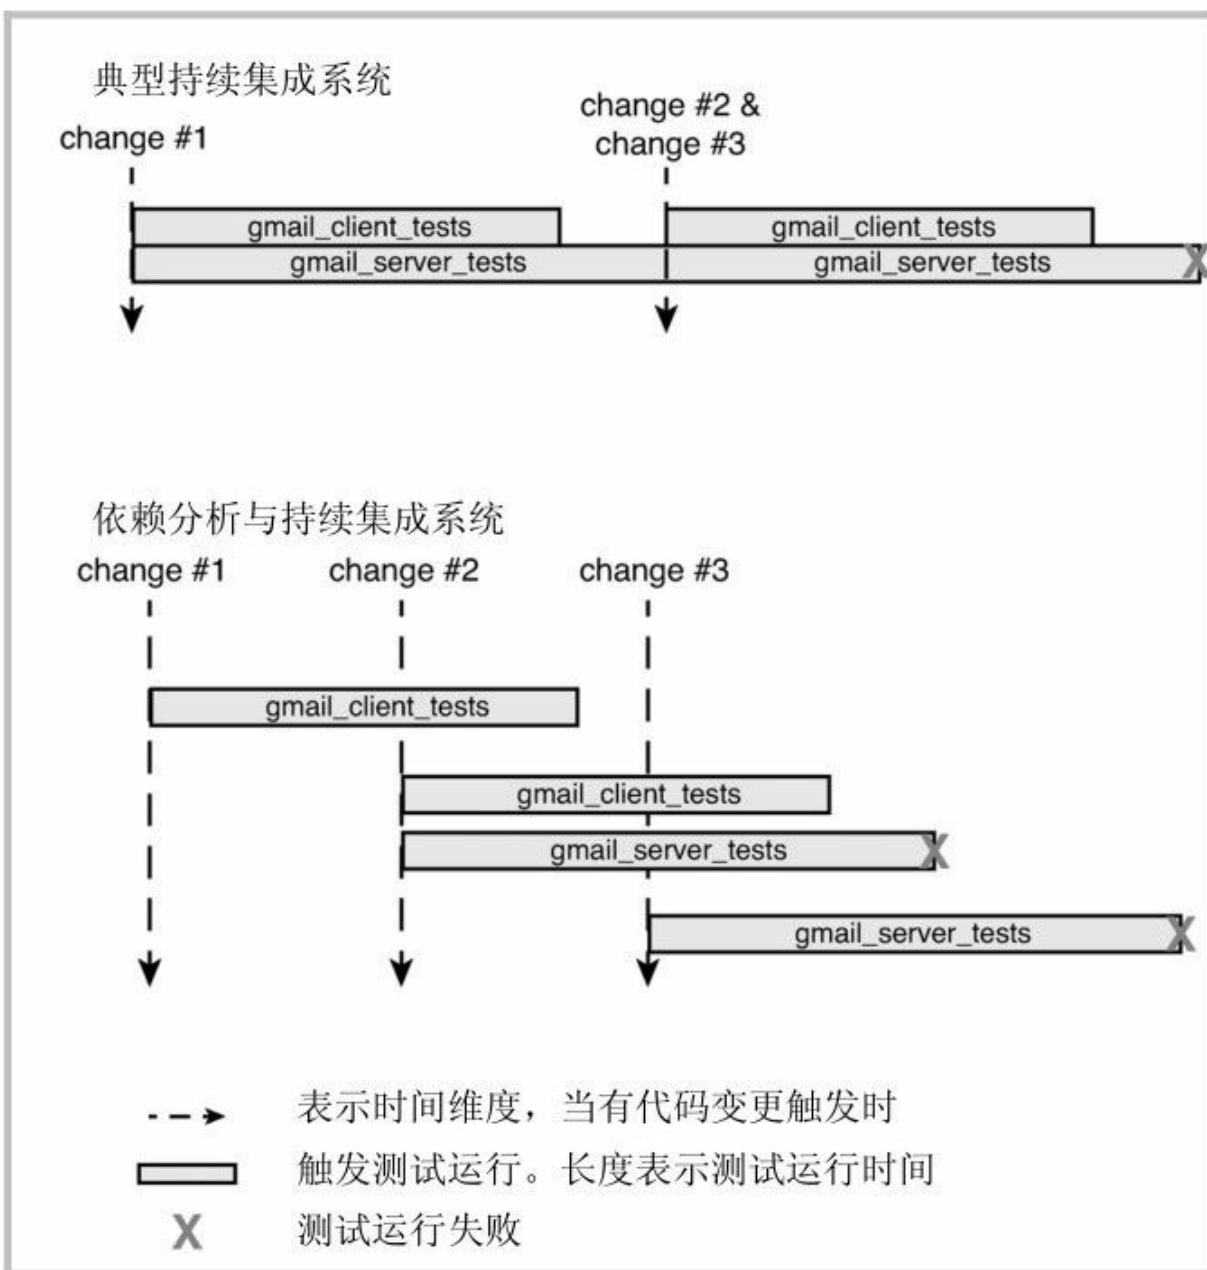 典型持续集成系统
change #1
change #2 &
change #3
gmail_client_tests
gmail_client_tests
gmail_server_tests
gmail_server_tests
X
依赖分析与持续集成系统
change #1
change #2
change #3
gmail_client_tests
gmail_client_tests
gmail_server_tests
X
gmail_server_tests
X
表示时间维度，当有代码变更触发时
触发测试运行。长度表示测试运行时间
X
测试运行失败